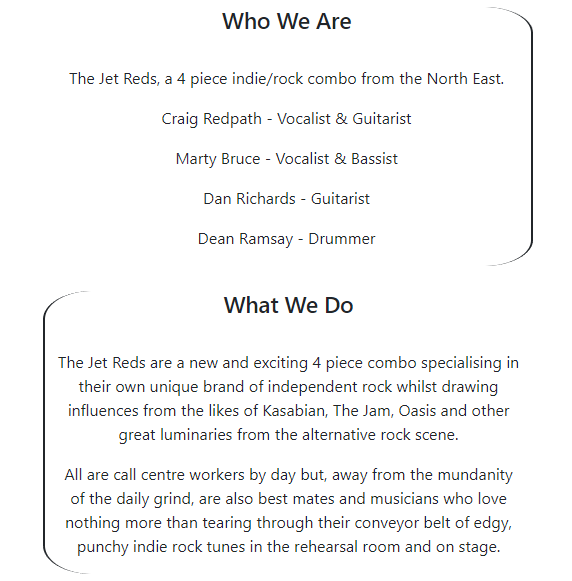 Who We Are
The Jet Reds, a 4 piece indie/rock combo from the North East.
Craig Redpath - Vocalist & Guitarist
Marty Bruce - Vocalist & Bassist
Dan Richards - Guitarist
Dean Ramsay - Drummer
What We Do
The Jet Reds are a new and exciting 4 piece combo specialising in
their own unique brand of independent rock whilst drawing
influences from the likes of Kasabian, The Jam, Oasis and other
great luminaries from the alternative rock scene.
All are call centre workers by day but, away from the mundanity
of the daily grind, are also best mates and musicians who love
nothing more than tearing through their conveyor belt of edgy,
punchy indie rock tunes in the rehearsal room and on stage.